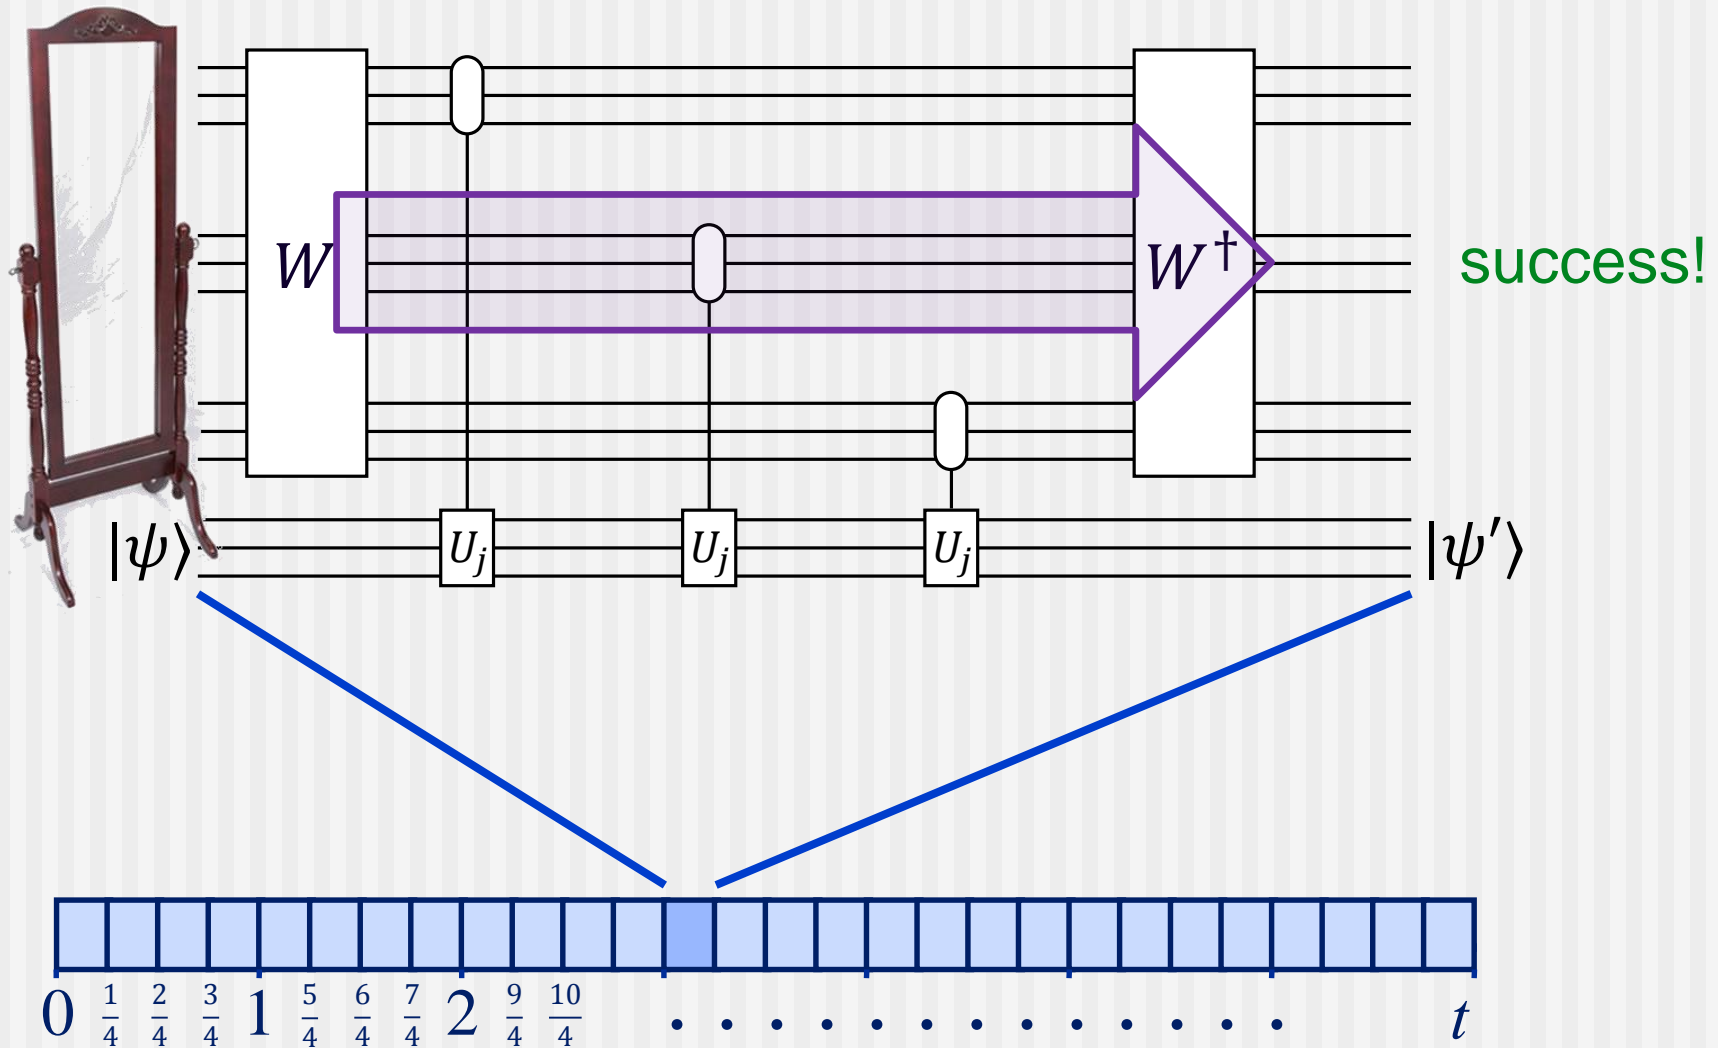 W W† success!
|ψ⟩ U_j U_j U_j |ψ′⟩
0 1/4 2/4 3/4 1 5/4 6/4 7/4 2 9/4 10/4 . . . . . . . . . . . . . t